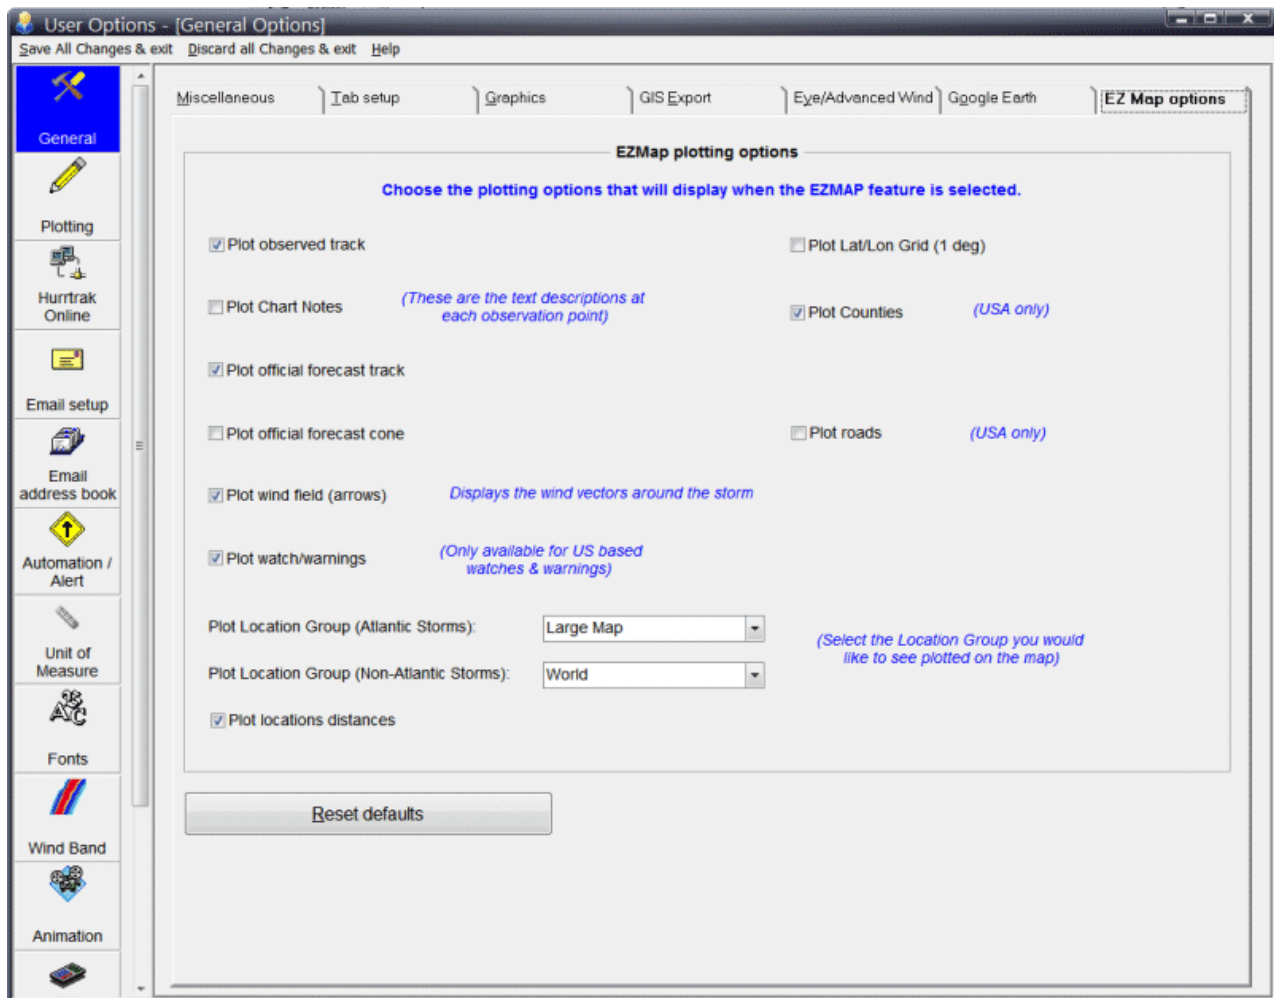 User Options - [General Options]
Save All Changes & exit Discard all Changes & exit Help
General
Plotting
Hurrtrak
Online
Email setup
Email
address book
Automation /
Alert
Unit of
Measure
Fonts
Wind Band
Animation
Miscellaneous Tab setup Graphics GIS Export Eye/Advanced Wind Google Earth EZ Map options
EZMap plotting options
Choose the plotting options that will display when the EZMAP feature is selected.
Plot observed track
Plot Lat/Lon Grid (1 deg)
Plot Chart Notes
(These are the text descriptions at
each observation point)
Plot Counties (USA only)
Plot official forecast track
Plot official forecast cone
Plot roads (USA only)
Plot wind field (arrows) Displays the wind vectors around the storm
Plot watch/warnings
(Only available for US based
watches & warnings)
Plot Location Group (Atlantic Storms): Large Map
(Select the Location Group you would
like to see plotted on the map)
Plot Location Group (Non-Atlantic Storms): World
Plot locations distances
Reset defaults